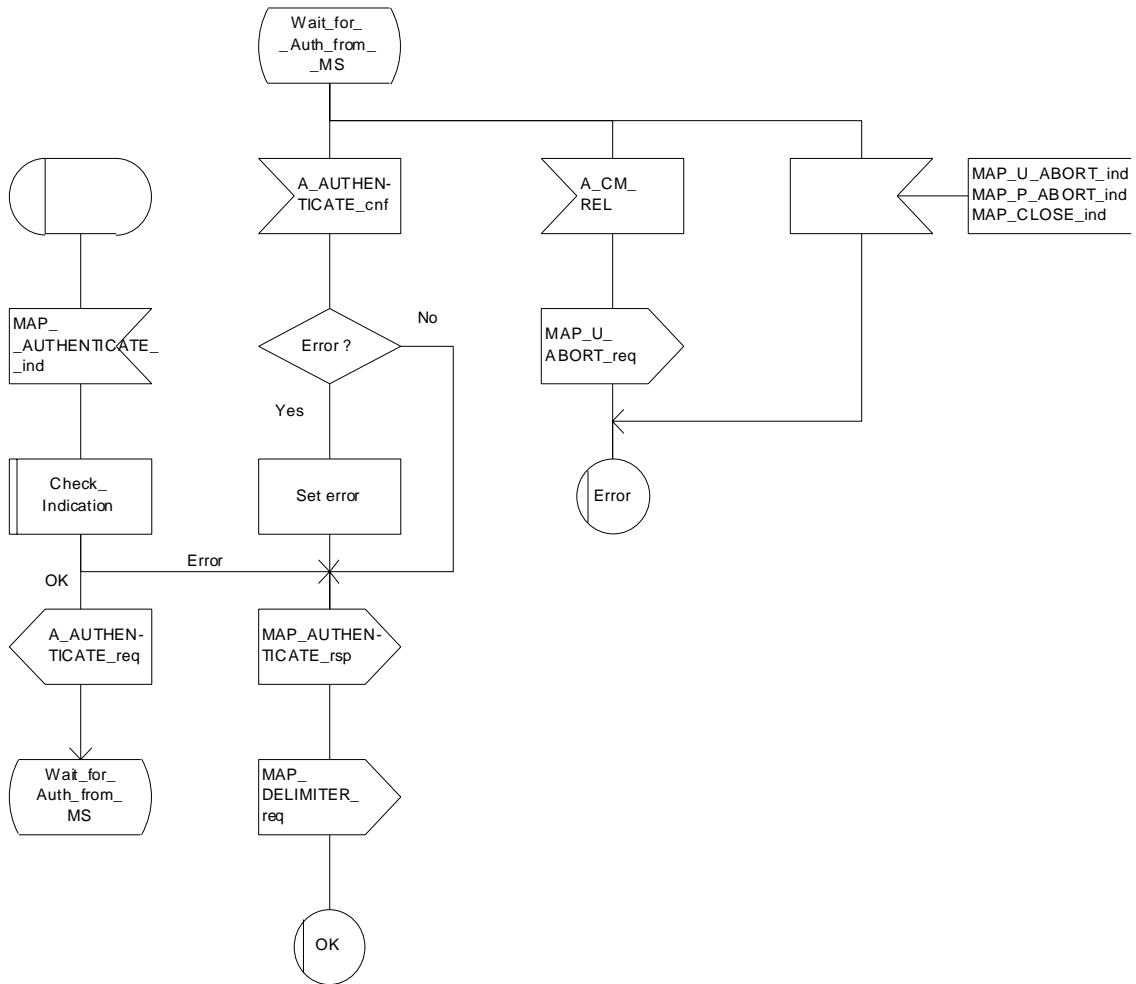 Wait_for_
_Auth_from_
_MS
A_AUTHEN-
TICATE_cnf
A_CM_
REL
MAP_U_ABORT_ind
MAP_P_ABORT_ind
MAP_CLOSE_ind
MAP_
_AUTHENTICATE_
_ind
Error ?
No
Yes
MAP_U_
ABORT_req
Check_
Indication
Set error
Error
Error
OK
A_AUTHEN-
TICATE_req
MAP_AUTHEN-
TICATE_rsp
Wait_for_
Auth_from_
MS
MAP_
DELIMITER_
req
OK